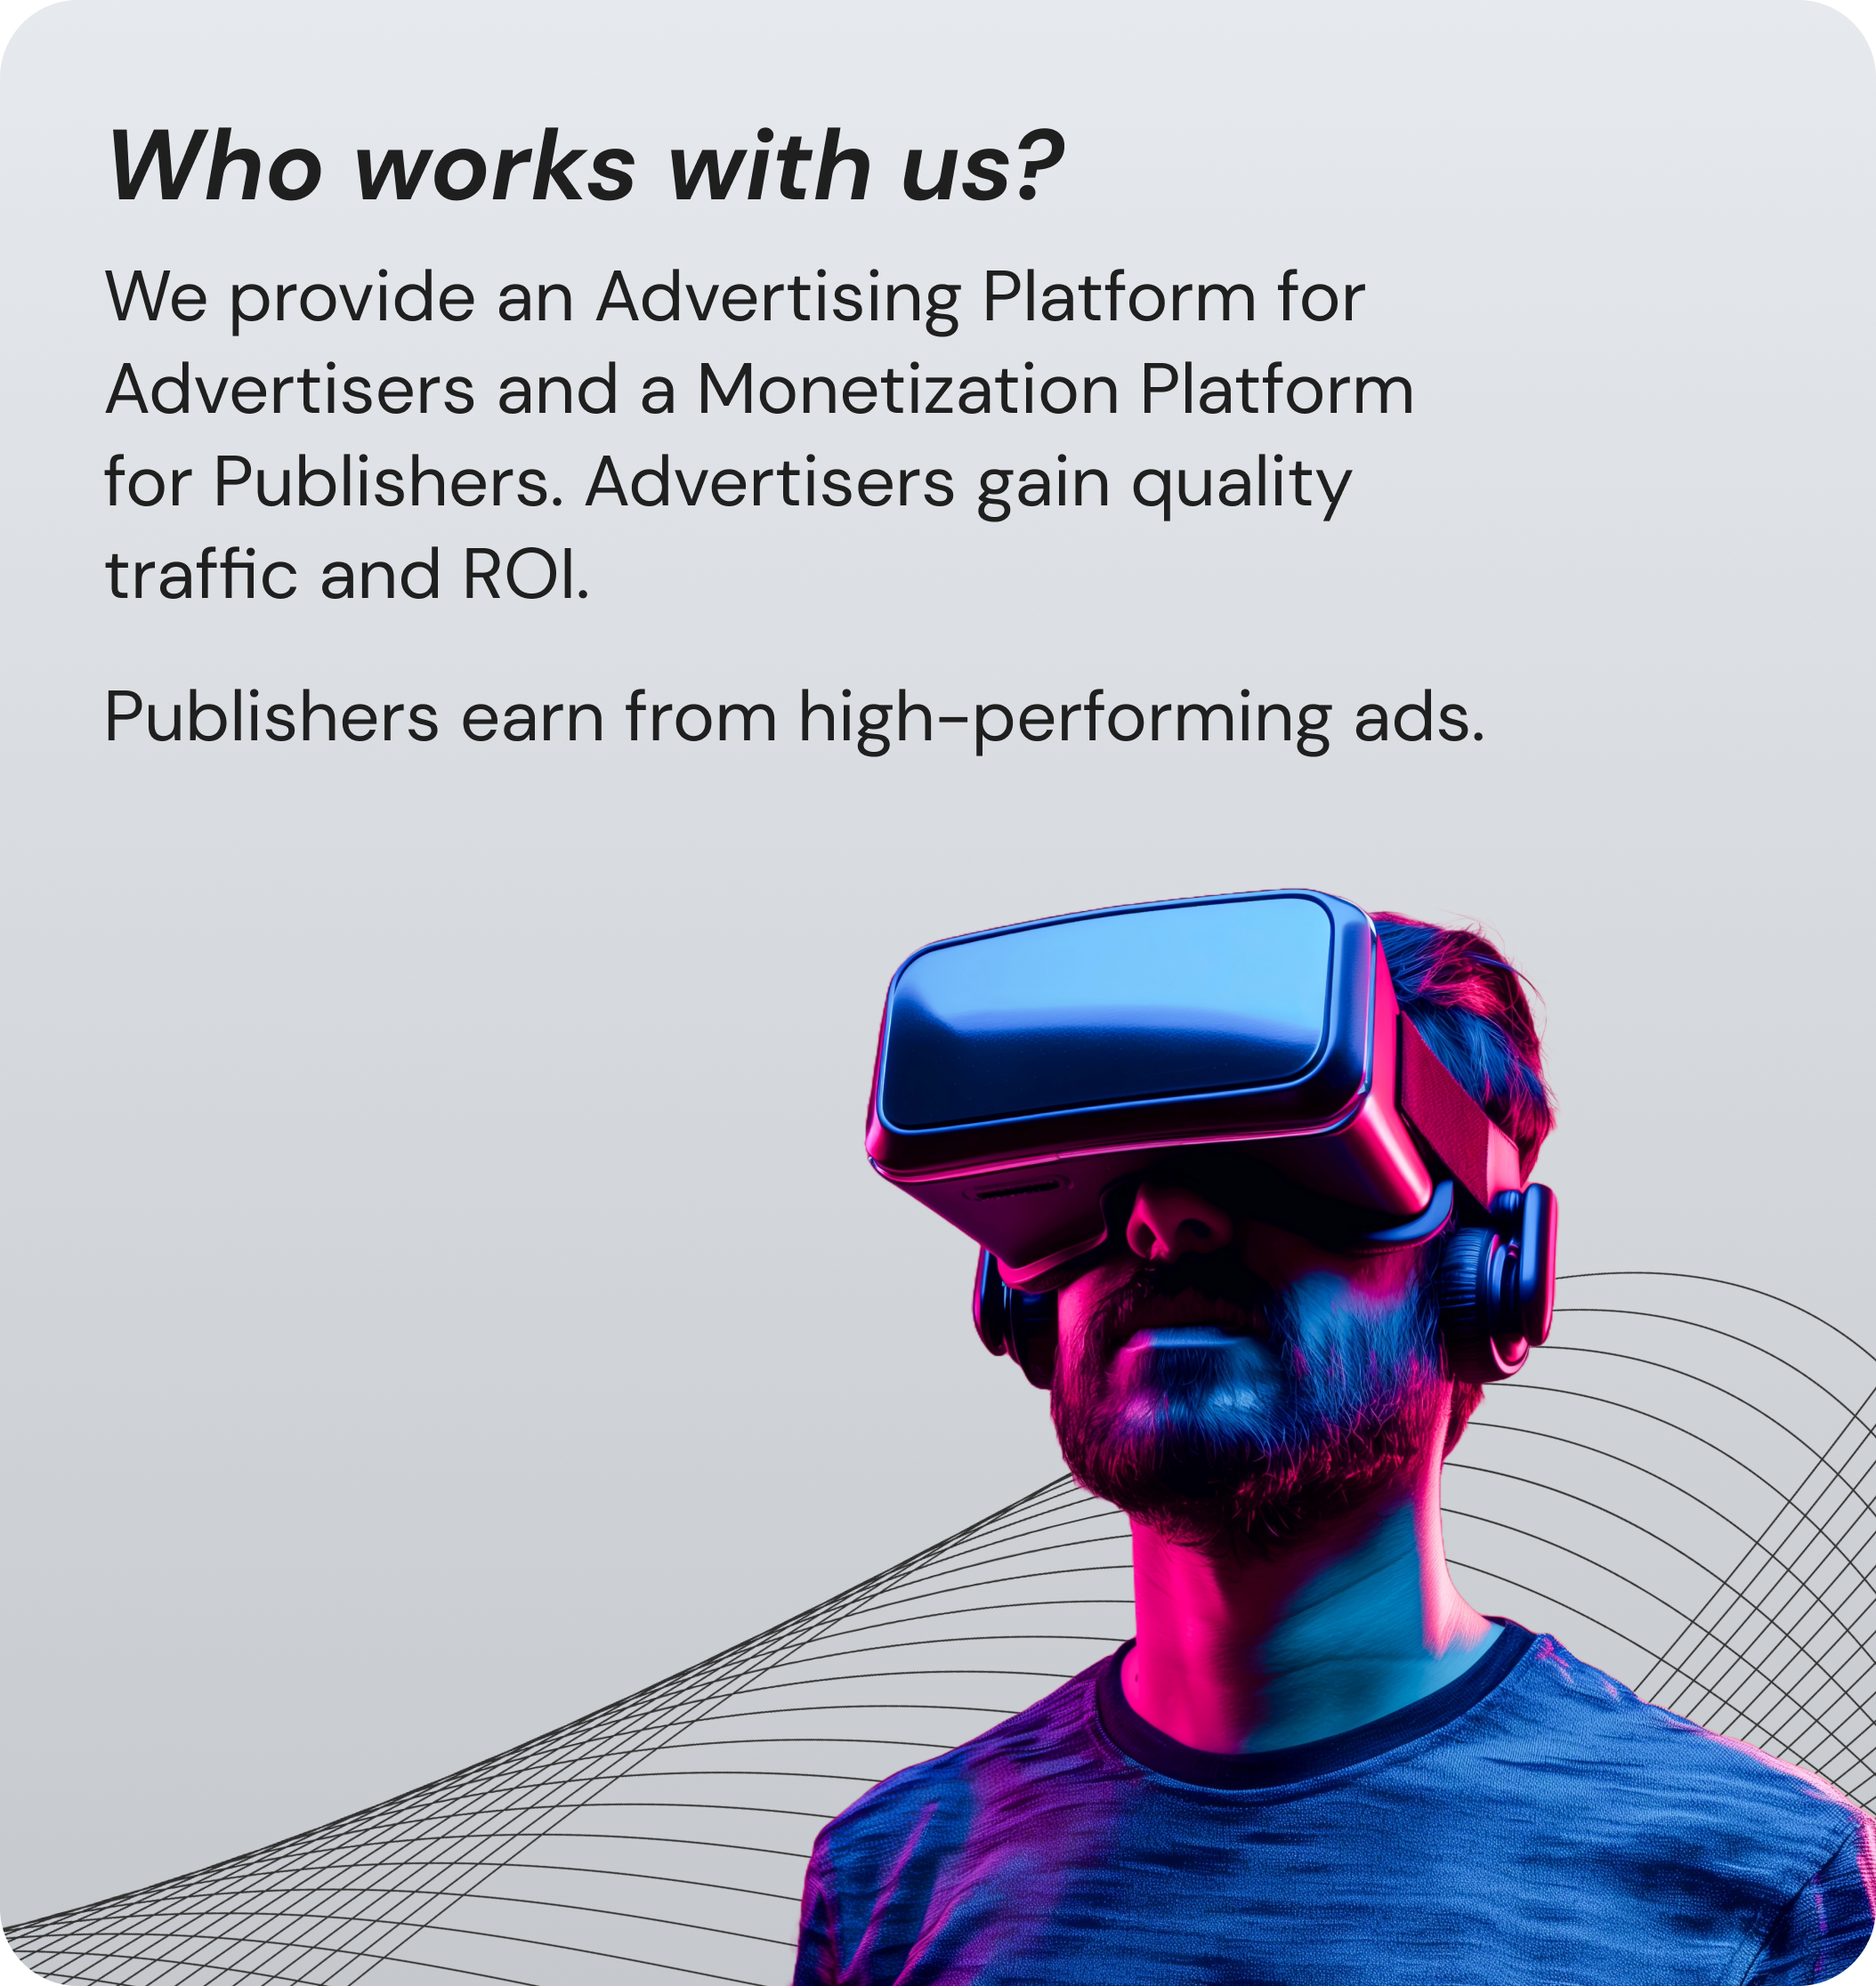 Who works with us?
We provide an Advertising Platform for
Advertisers and a Monetization Platform
for Publishers. Advertisers gain quality
traffic and ROI.
Publishers earn from high-performing ads.